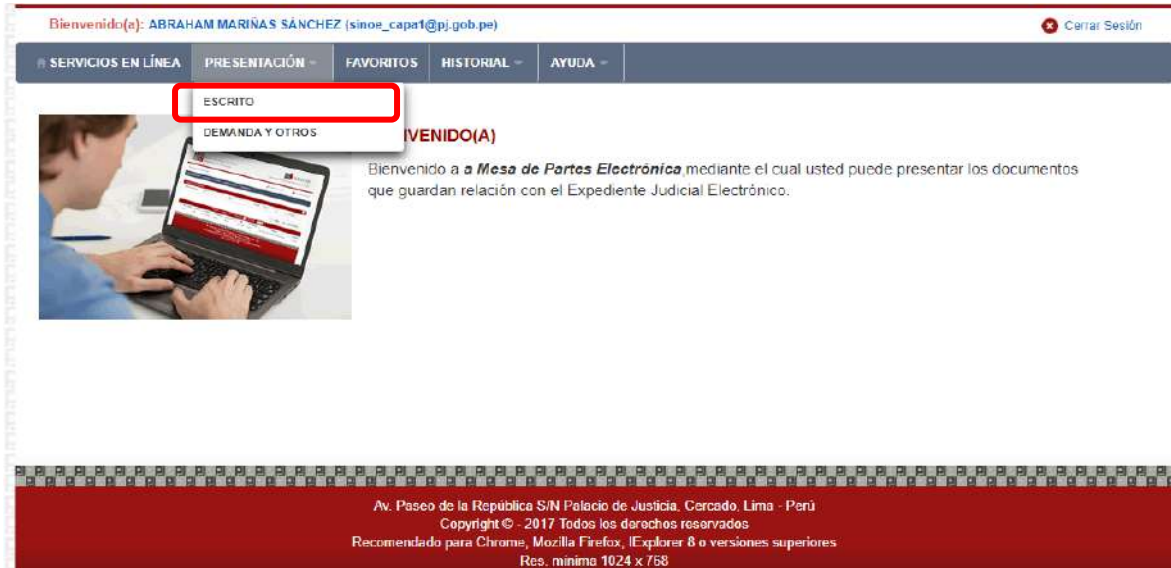 Bienvenido(a): ABRAHAM MARIÑAS SÁNCHEZ (sinoe_capa1@pj.gob.pe)
Cerrar Sesión
SERVICIOS EN LÍNEA PRESENTACIÓN FAVORITOS HISTORIAL AYUDA
ESCRITO
DEMANDA Y OTROS
NVENIDO(A)
Bienvenido a a Mesa de Partes Electrónica,mediante el cual usted puede presentar los documentos
que guardan relación con el Expediente Judicial Electrónico.
Av. Paseo de la República S/N Palacio de Justicia, Cercado, Lima - Perú
Copyright © - 2017 Todos los derechos reservados
Recomendado para Chrome, Mozilla Firefox, IExplorer 8 o versiones superiores
Res. mínima 1024 x 768